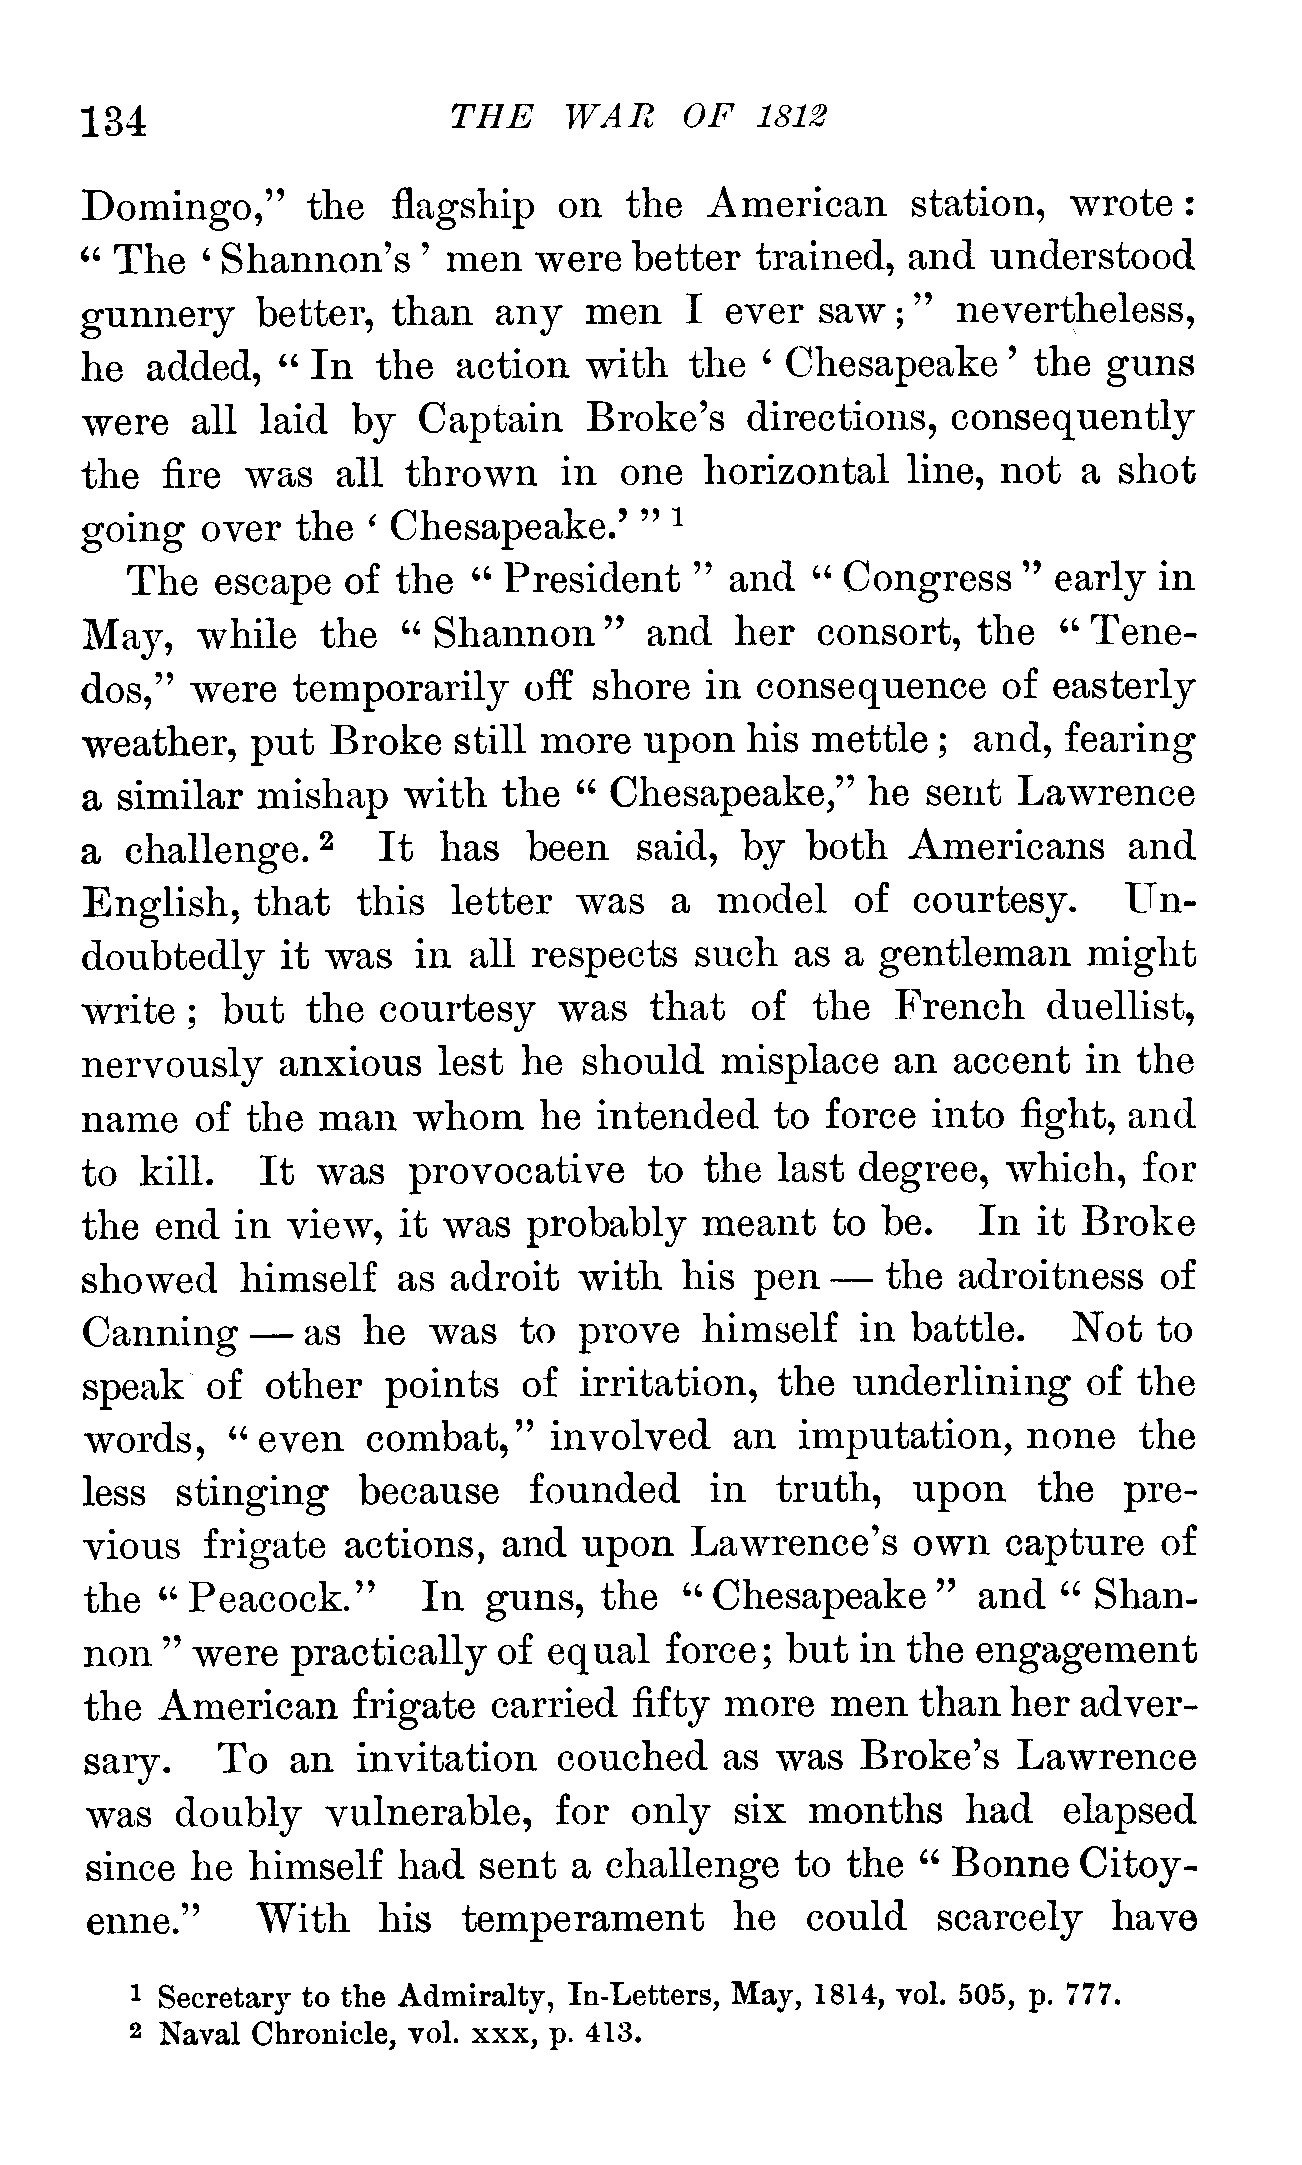 134 THE WAR OF 1812
Domingo,” the flagship on the American station, wrote:
“The ‘Shannon’s’ men were better trained, and understood
gunnery better, than any men I ever saw;” nevertheless,
he added, “In the action with the ‘Chesapeake’ the guns
were all laid by Captain Broke’s directions, consequently
the fire was all thrown in one horizontal line, not a shot
going over the ‘Chesapeake.’” 1
The escape of the “President” and “Congress” early in
May, while the “Shannon” and her consort, the “Tene-
dos,” were temporarily off shore in consequence of easterly
weather, put Broke still more upon his mettle; and, fearing
a similar mishap with the “Chesapeake,” he sent Lawrence
a challenge. 2 It has been said, by both Americans and
English, that this letter was a model of courtesy. Un-
doubtedly it was in all respects such as a gentleman might
write; but the courtesy was that of the French duellist,
nervously anxious lest he should misplace an accent in the
name of the man whom he intended to force into fight, and
to kill. It was provocative to the last degree, which, for
the end in view, it was probably meant to be. In it Broke
showed himself as adroit with his pen — the adroitness of
Canning — as he was to prove himself in battle. Not to
speak of other points of irritation, the underlining of the
words, “even combat,” involved an imputation, none the
less stinging because founded in truth, upon the pre-
vious frigate actions, and upon Lawrence’s own capture of
the “Peacock.” In guns, the “Chesapeake” and “Shan-
non” were practically of equal force; but in the engagement
the American frigate carried fifty more men than her adver-
sary. To an invitation couched as was Broke’s Lawrence
was doubly vulnerable, for only six months had elapsed
since he himself had sent a challenge to the “Bonne Citoy-
enne.” With his temperament he could scarcely have
1 Secretary to the Admiralty, In-Letters, May, 1814, vol. 505, p. 777.
2 Naval Chronicle, vol. xxx, p. 413.